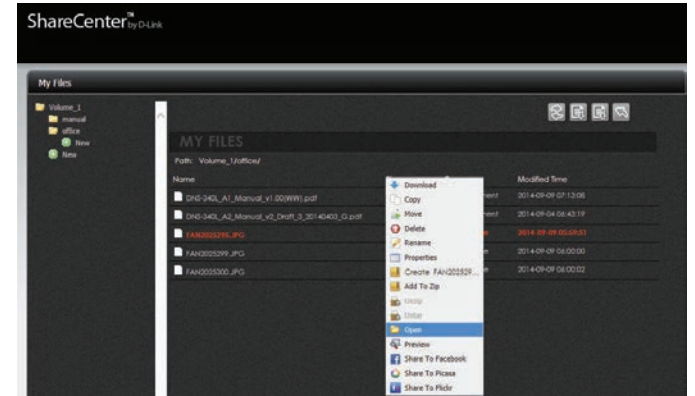 ShareCenter™ by D-Link
My Files
Volume_1
manual
office
New
New
MY FILES
Path: Volume_1/office/
Name Modified Time
DNS-340L_A1_Manual_v1.00(WW).pdf 2014-09-09 07:12:08
DNS-340L_A2_Manual_v2_Draft_3_20140403_G.pdf 2014-09-04 06:43:19
FAN2025295.JPG 2014-09-09 05:59:51
FAN2025299.JPG 2014-09-09 06:00:00
FAN2025300.JPG 2014-09-09 06:00:02
Download
Copy
Move
Delete
Rename
Properties
Create FAN202529...
Add To Zip
Unzip
Untar
Open
Preview
Share To Facebook
Share To Picasa
Share To Flickr